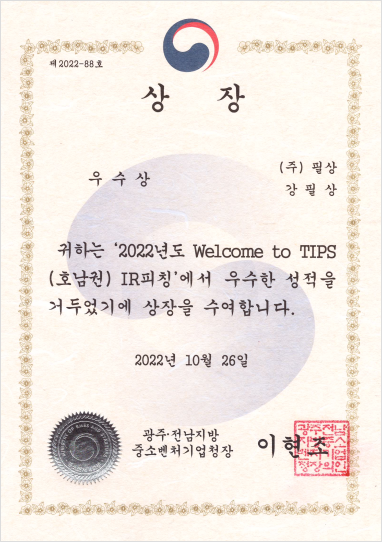 제2022-88호
상 장
(주) 필상
우 수 상
강 필 상
귀하는 '2022년도 Welcome to TIPS
(호남권) IR피칭'에서 우수한 성적을
거두었기에 상장을 수여합니다.
2022년 10월 26일
광주·전남지방
중소벤처기업청장
이현조